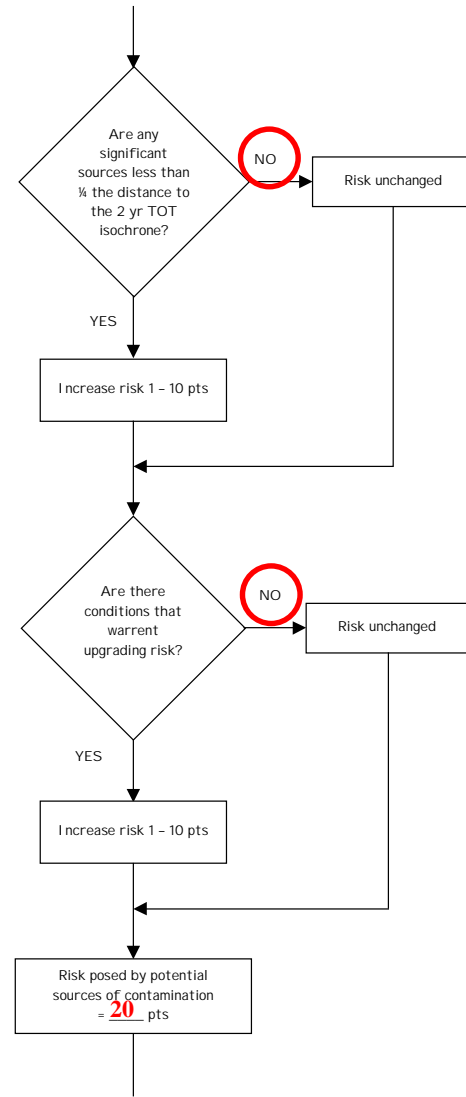 Are any
significant
sources less than
¼ the distance to
the 2 yr TOT
isochrone?
NO
Risk unchanged
YES
Increase risk 1 – 10 pts
Are there
conditions that
warrent
upgrading risk?
NO
Risk unchanged
YES
Increase risk 1 – 10 pts
Risk posed by potential
sources of contamination
= 20 pts